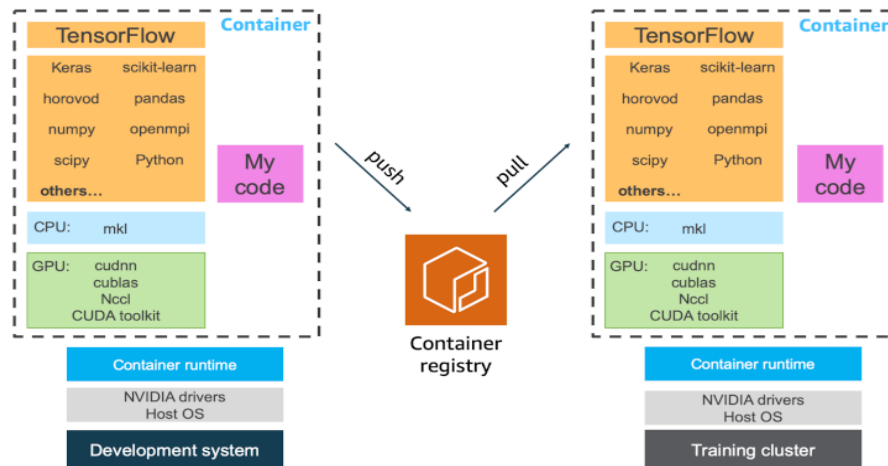 TensorFlow
Container
Keras scikit-learn
horovod pandas
numpy openmpi
scipy Python
others...
My
code
CPU: mkl
GPU: cudnn
cublas
Nccl
CUDA toolkit
Container runtime
NVIDIA drivers
Host OS
Development system
push
Container
registry
pull
TensorFlow
Container
Keras scikit-learn
horovod pandas
numpy openmpi
scipy Python
others...
My
code
CPU: mkl
GPU: cudnn
cublas
Nccl
CUDA toolkit
Container runtime
NVIDIA drivers
Host OS
Training cluster